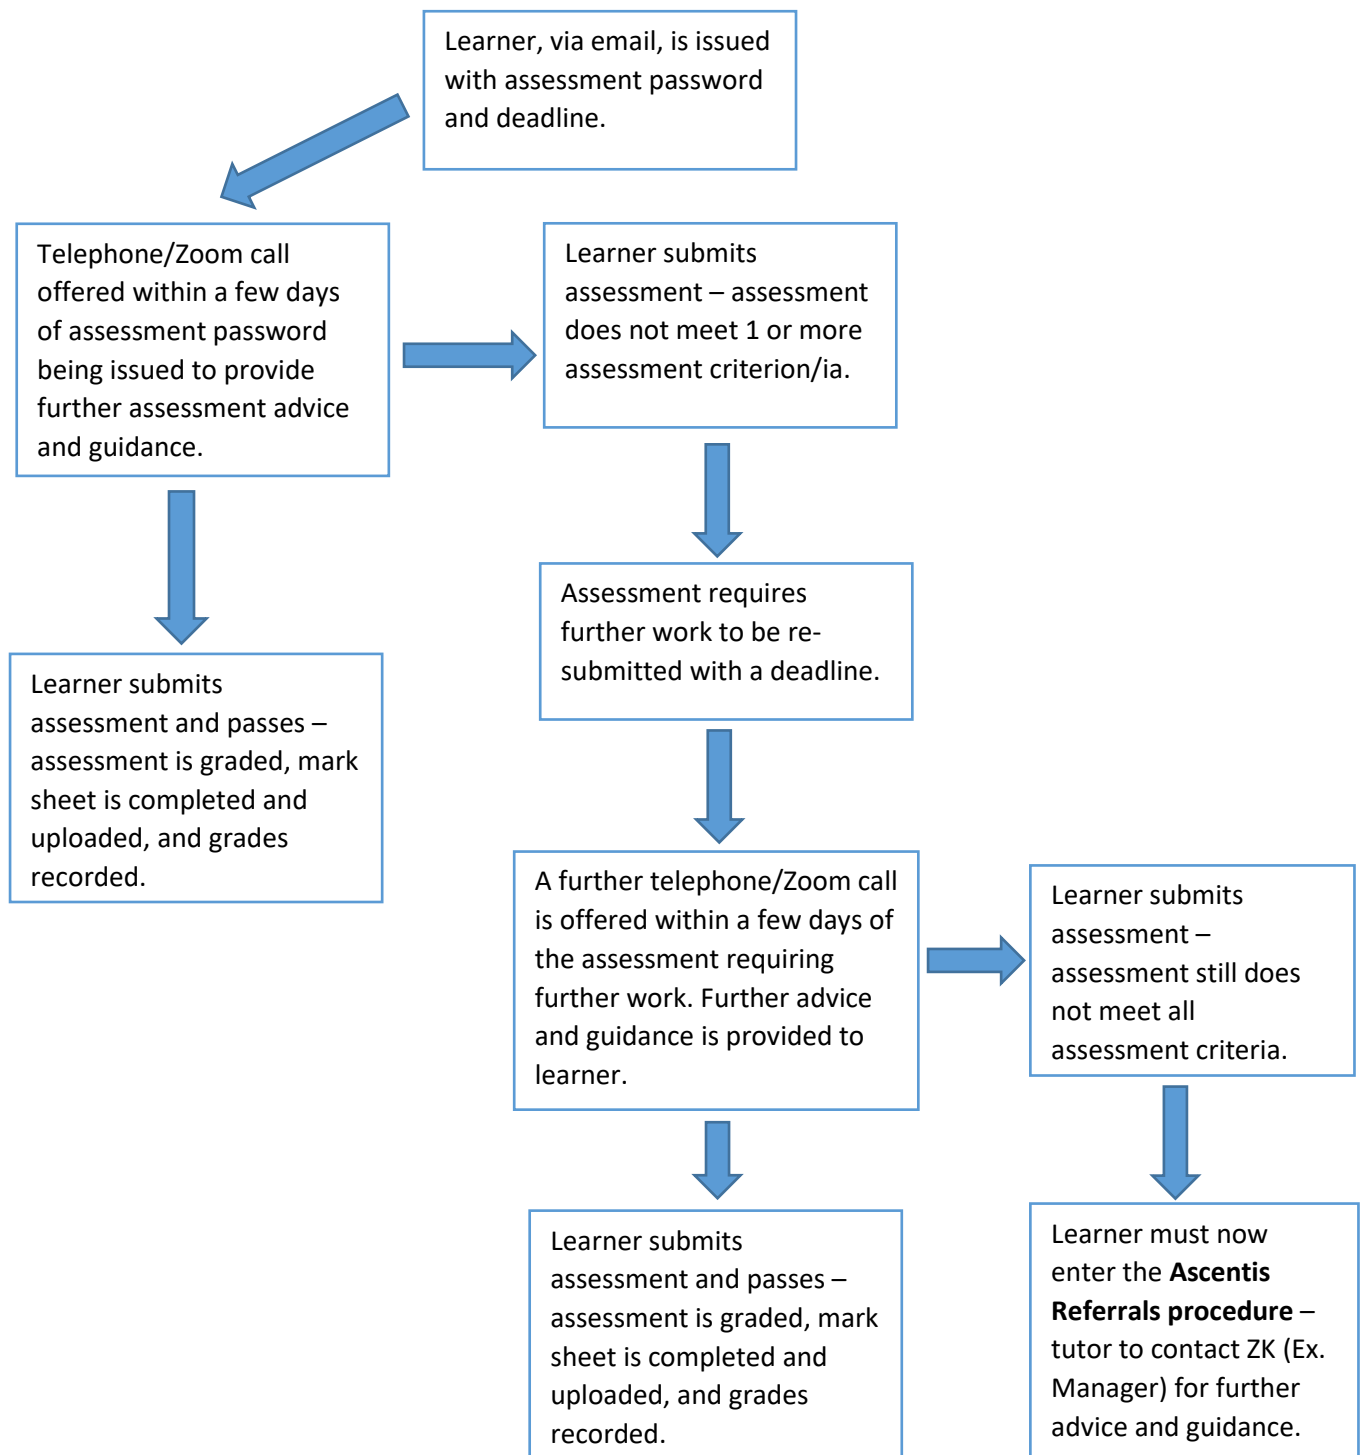 Learner, via email, is issued
with assessment password
and deadline.
Telephone/Zoom call
offered within a few days
of assessment password
being issued to provide
further assessment advice
and guidance.
Learner submits
assessment – assessment
does not meet 1 or more
assessment criterion/ia.
Assessment requires
further work to be re-
submitted with a deadline.
Learner submits
assessment and passes –
assessment is graded, mark
sheet is completed and
uploaded, and grades
recorded.
A further telephone/Zoom call
is offered within a few days of
the assessment requiring
further work. Further advice
and guidance is provided to
learner.
Learner submits
assessment –
assessment still does
not meet all
assessment criteria.
Learner submits
assessment and passes –
assessment is graded, mark
sheet is completed and
uploaded, and grades
recorded.
Learner must now
enter the Ascentis
Referrals procedure –
tutor to contact ZK (Ex.
Manager) for further
advice and guidance.